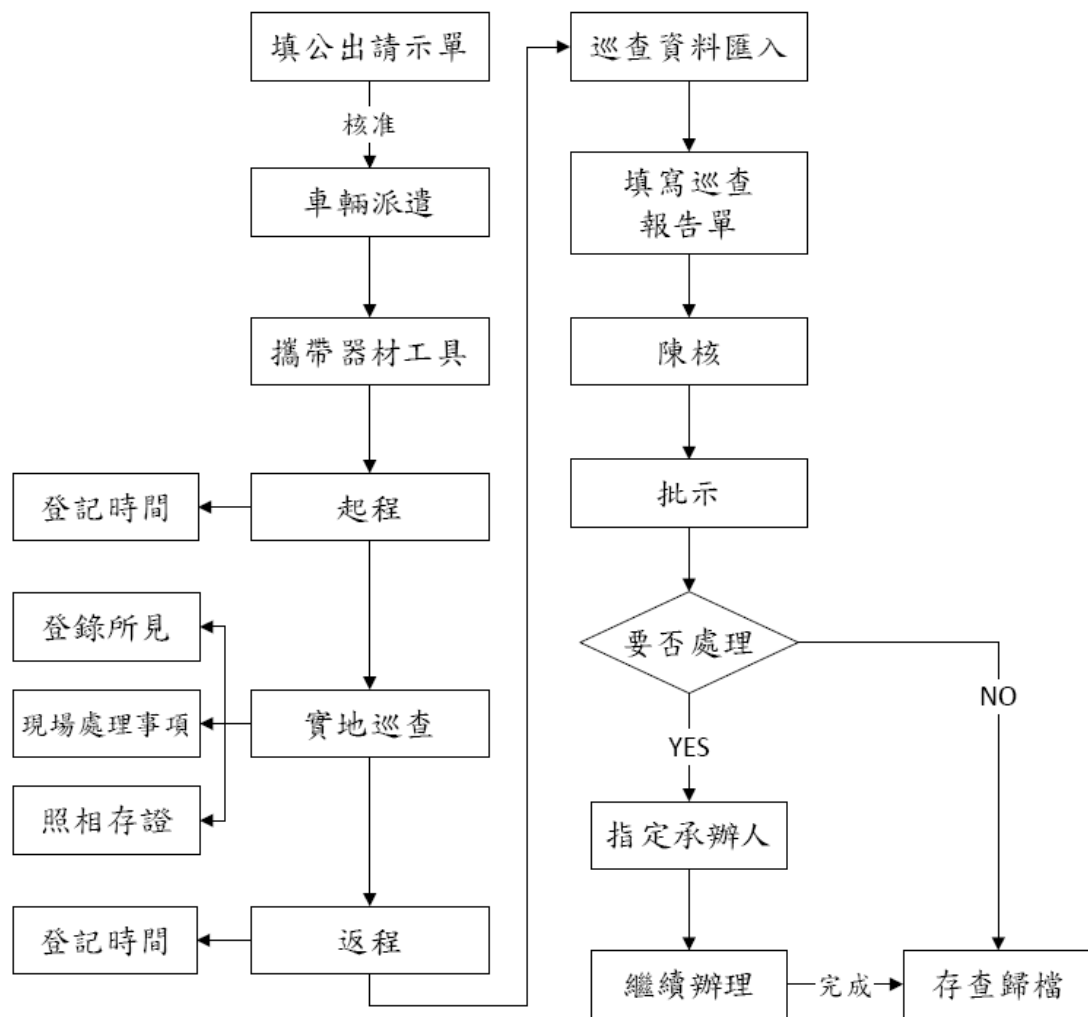 填公出請示單
核准
車輛派遣
攜帶器材工具
登記時間
起程
登錄所見
現場處理事項
實地巡查
照相存證
登記時間
返程
巡查資料匯入
填寫巡查
報告單
陳核
批示
要否處理
NO
YES
指定承辦人
繼續辦理
完成
存查歸檔